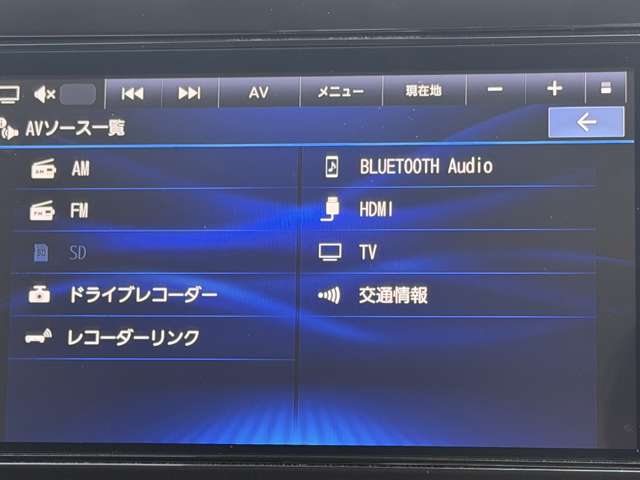 AV メニュー 現在地
AVソース一覧
AM
FM
SD
ドライブレコーダー
レコーダーリンク
BLUETOOTH Audio
HDMI
TV
交通情報